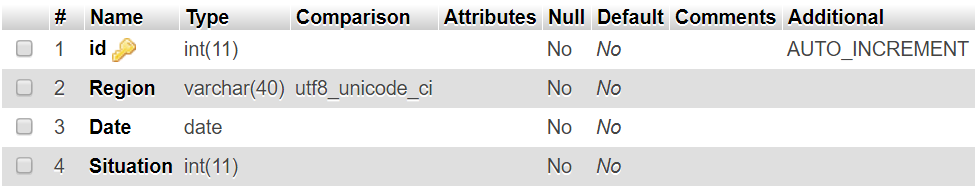 # Name Type Comparison Attributes Null Default Comments Additional
1 id int(11) No No AUTO_INCREMENT
2 Region varchar(40) utf8_unicode_ci No No
3 Date date No No
4 Situation int(11) No No